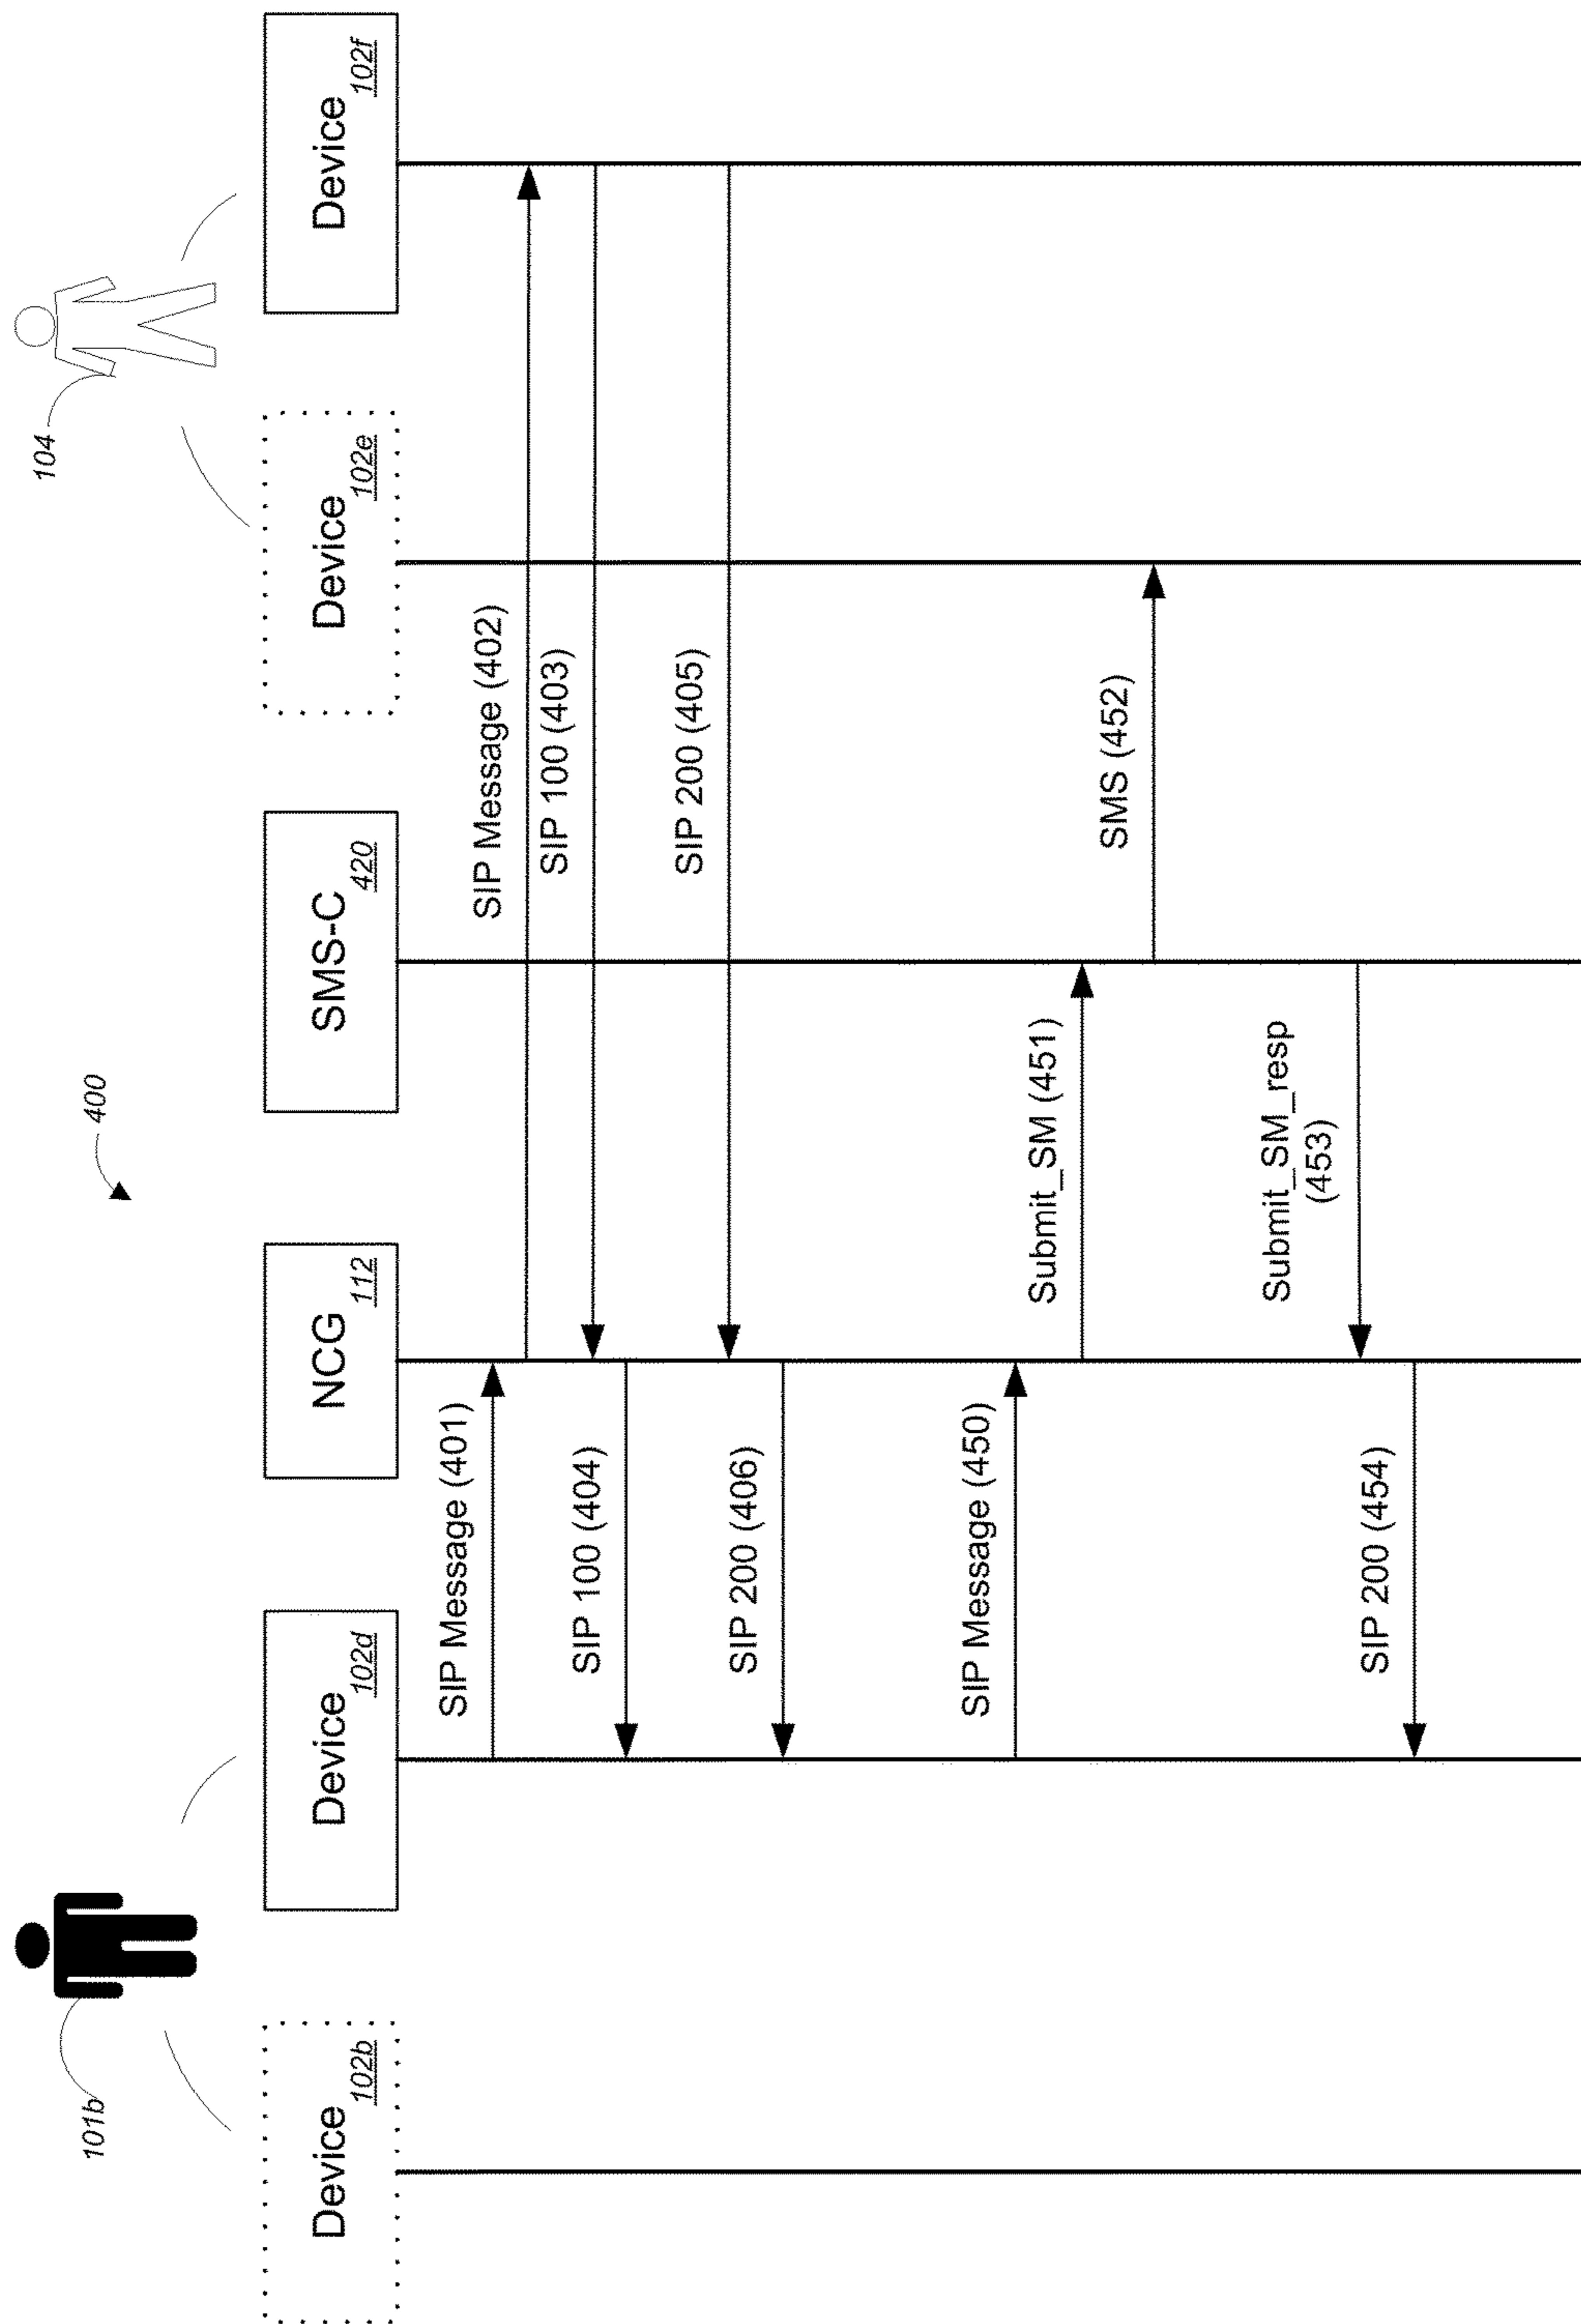 400
101b
104
Device
102b
Device
102d
NCG
112
SMS-C
420
Device
102e
Device
102f
SIP Message (401)
SIP Message (402)
SIP 100 (403)
SIP 100 (404)
SIP 200 (405)
SIP 200 (406)
SIP Message (450)
Submit_SM (451)
SMS (452)
Submit_SM_resp
(453)
SIP 200 (454)